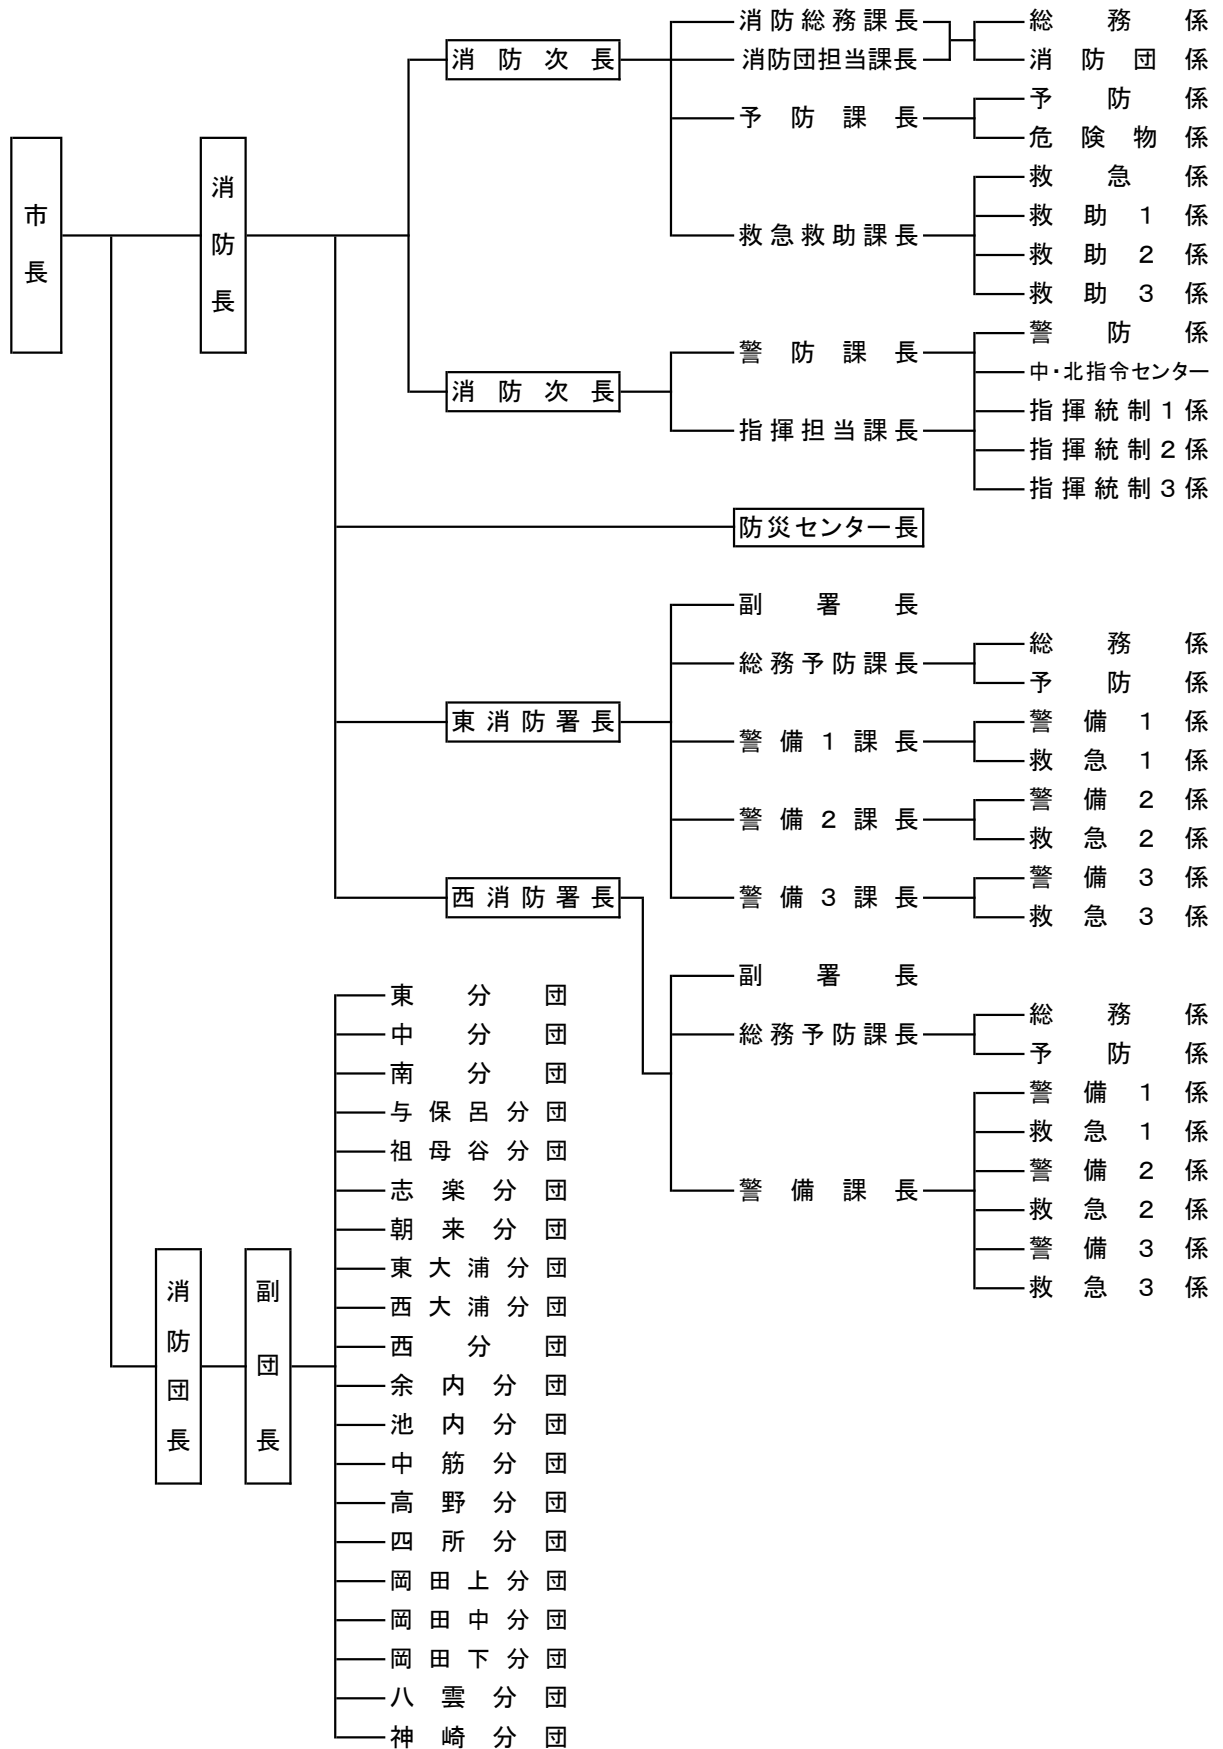 市長
消防長
消防次長
消防総務課長
消防団担当課長
総務係
消防団係
予防課長
予防係
危険物係
救急救助課長
救急係
救助1係
救助2係
救助3係
消防次長
警防課長
指揮担当課長
警防係
中・北指令センター
指揮統制1係
指揮統制2係
指揮統制3係
防災センター長
東消防署長
副署長
総務予防課長
総務係
予防係
警備1課長
警備1係
救急1係
警備2課長
警備2係
救急2係
警備3課長
警備3係
救急3係
西消防署長
副署長
総務予防課長
総務係
予防係
警備課長
警備1係
救急1係
警備2係
救急2係
警備3係
救急3係
消防団長
副団長
東分団
中分団
南分団
与保呂分団
祖母谷分団
志楽分団
朝来分団
東大浦分団
西大浦分団
西分団
余内分団
池内分団
中筋分団
高野分団
四所分団
岡田上分団
岡田中分団
岡田下分団
八雲分団
神崎分団